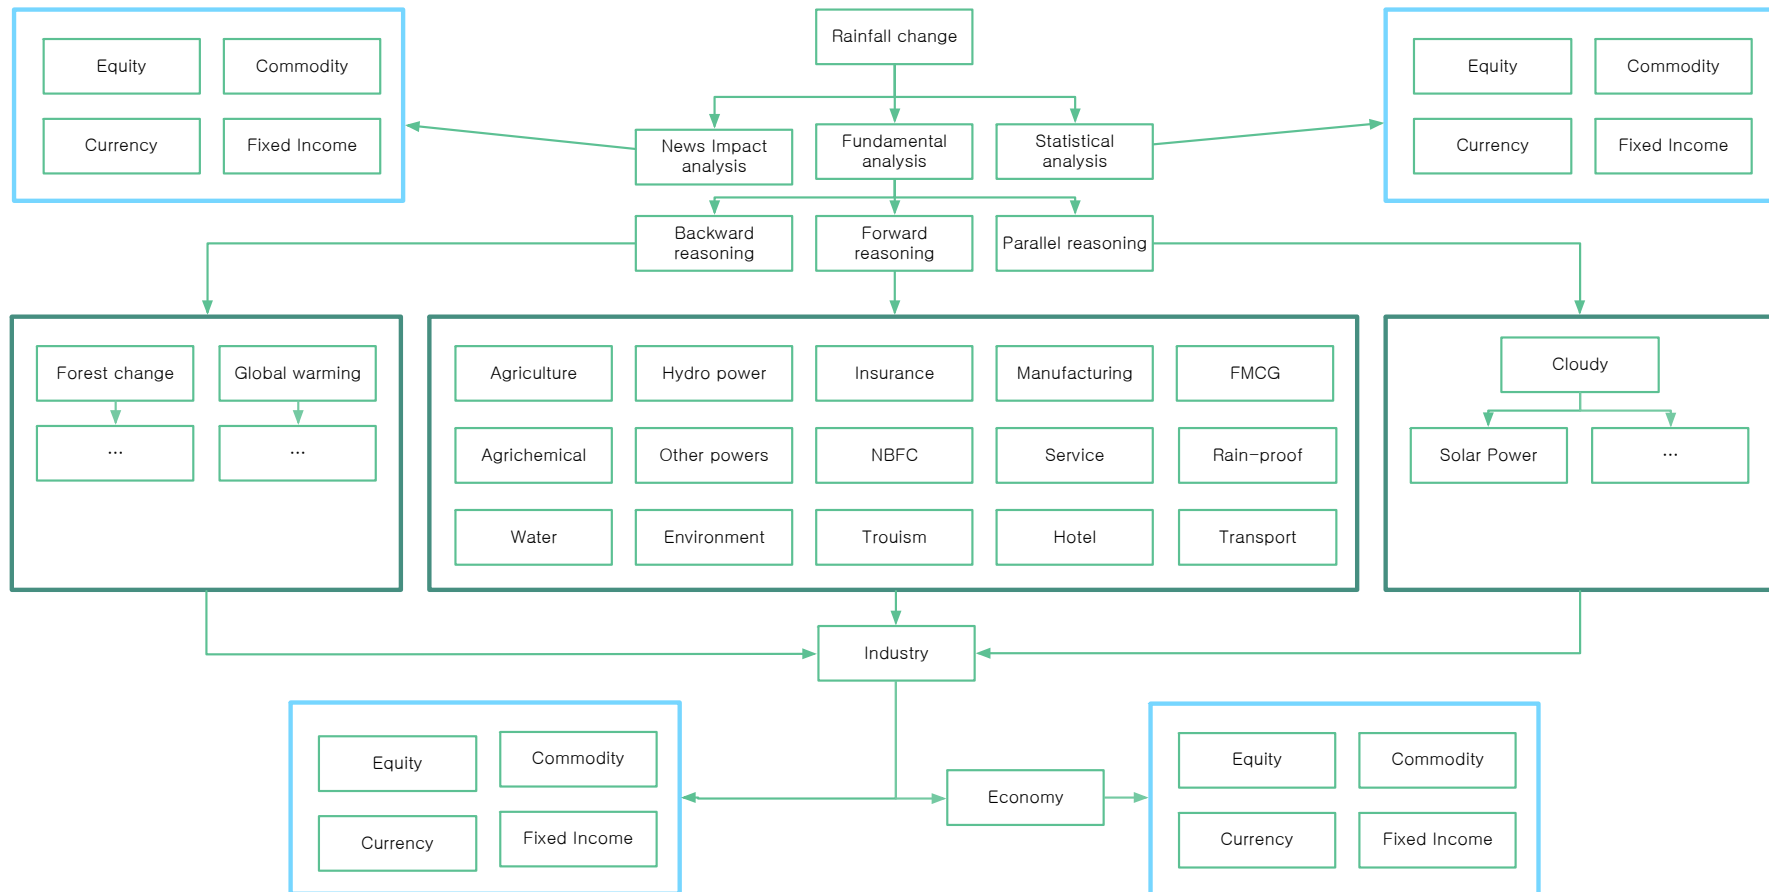 Rainfall change
Equity
Commodity
Currency
Fixed Income
Equity
Commodity
Currency
Fixed Income
News Impact
analysis
Fundamental
analysis
Statistical
analysis
Backward
reasoning
Forward
reasoning
Parallel reasoning
Forest change
Global warming
...
...
Agriculture
Hydro power
Insurance
Manufacturing
FMCG
Agrichemical
Other powers
NBFC
Service
Rain-proof
Water
Environment
Trouism
Hotel
Transport
Cloudy
Solar Power
...
Industry
Equity
Commodity
Currency
Fixed Income
Economy
Equity
Commodity
Currency
Fixed Income